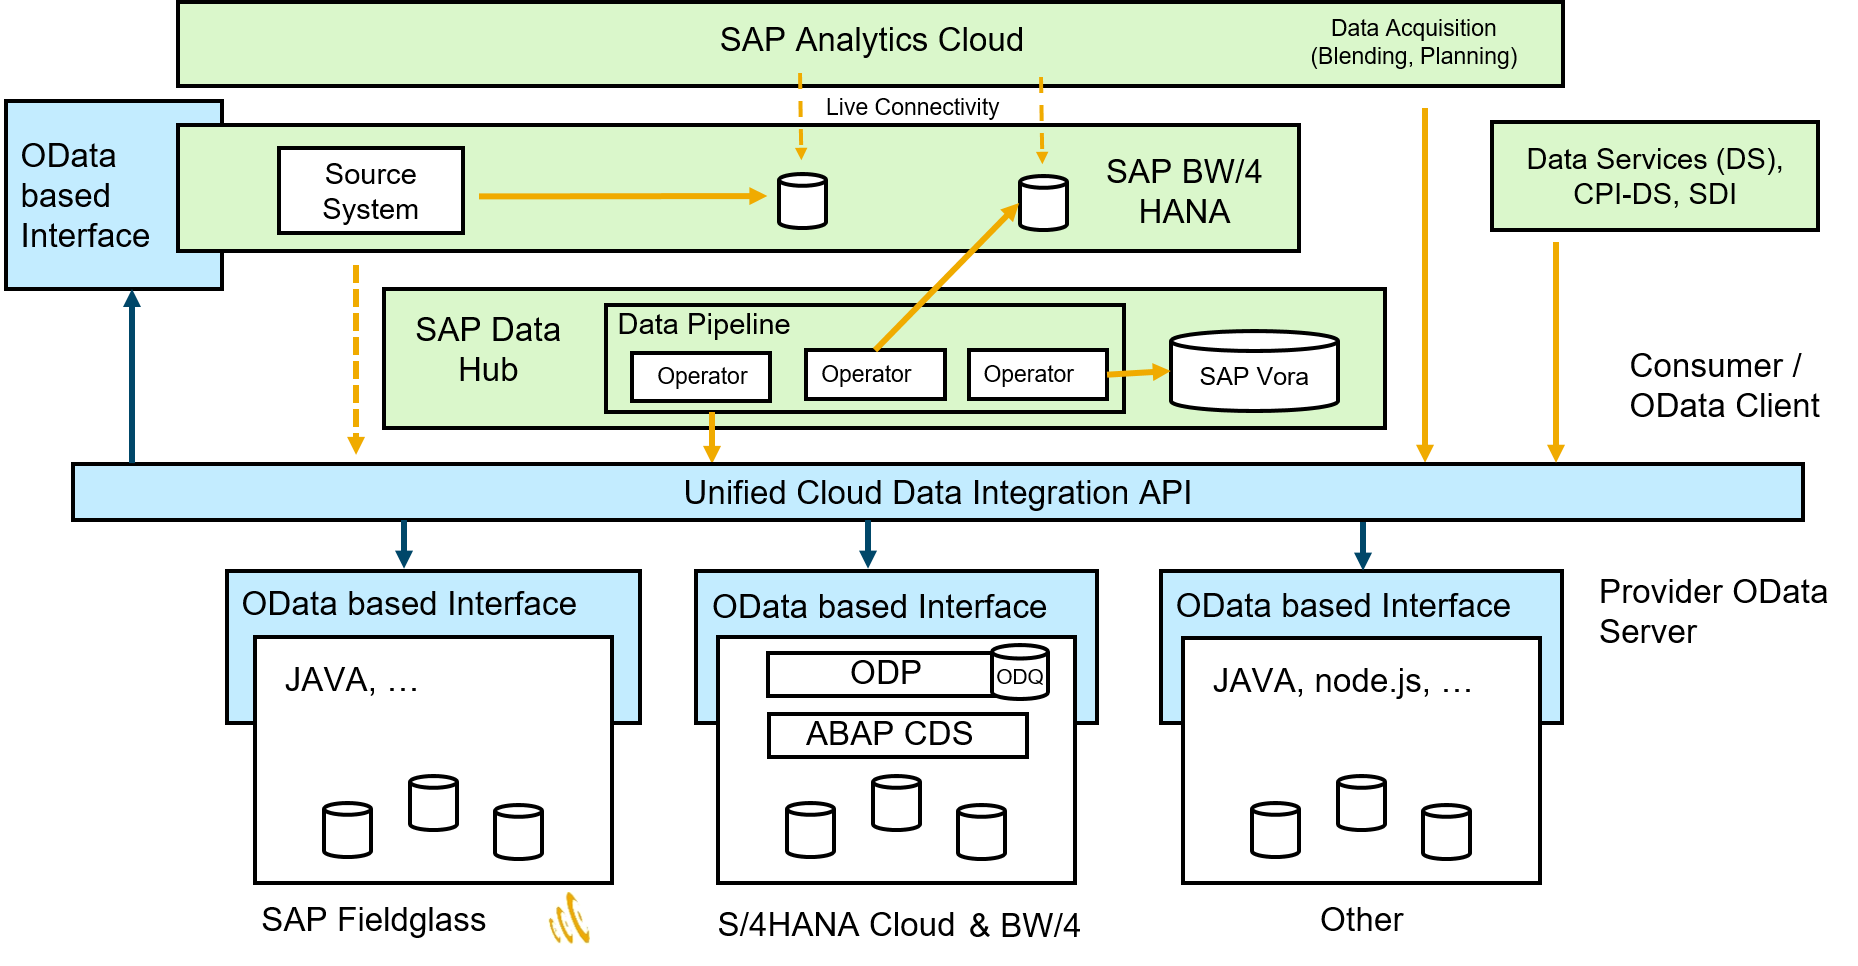 SAP Analytics Cloud
Data Acquisition
(Blending, Planning)
Live Connectivity
OData
based
Interface
Source
System
SAP BW/4
HANA
Data Services (DS),
CPI-DS, SDI
SAP Data
Hub
Data Pipeline
Operator
Operator
Operator
SAP Vora
Consumer /
OData Client
Unified Cloud Data Integration API
OData based Interface
OData based Interface
OData based Interface
Provider OData
Server
JAVA, …
ODP
ODQ
ABAP CDS
JAVA, node.js, …
SAP Fieldglass
S/4HANA Cloud & BW/4
Other